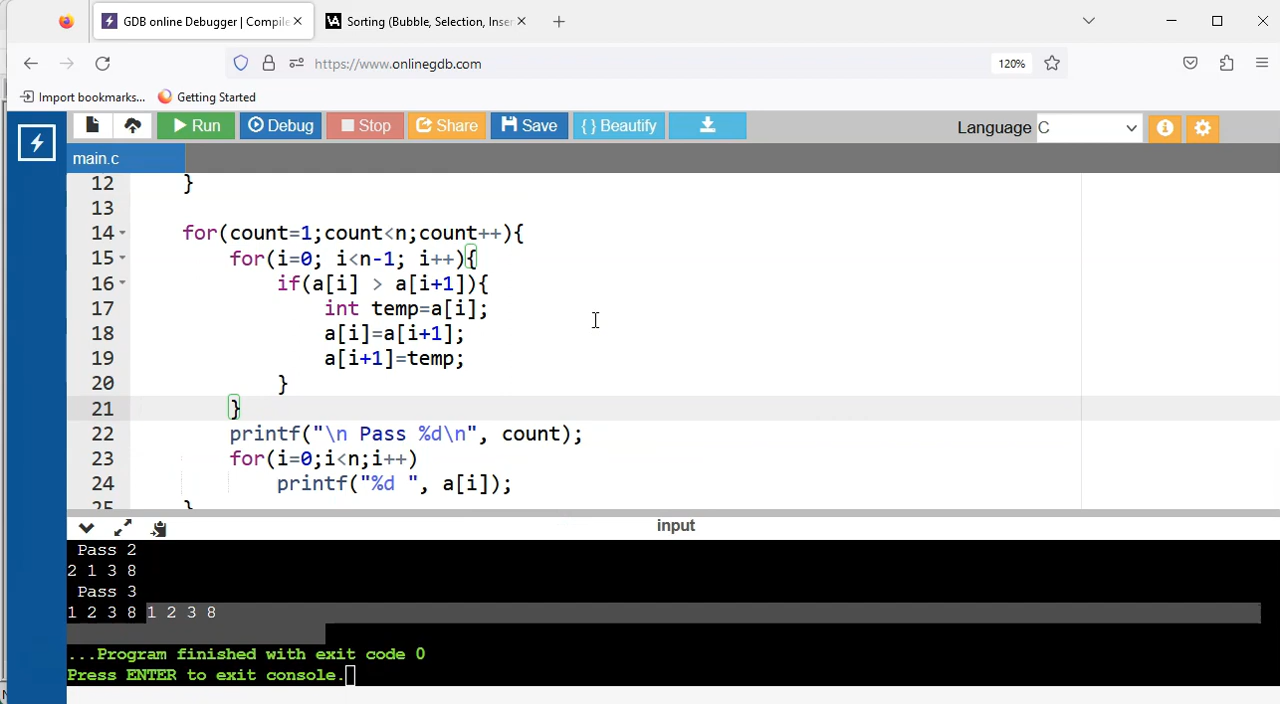 GDB online Debugger | Compile
Sorting (Bubble, Selection, Inser
https://www.onlinegdb.com
120%
Import bookmarks...
Getting Started
Run
Debug
Stop
Share
Save
{ } Beautify
Language C
main.c
12 }
13
14 for(count=1;count<n;count++){
15 for(i=0; i<n-1; i++){
16 if(a[i] > a[i+1]){
17 int temp=a[i];
18 a[i]=a[i+1];
19 a[i+1]=temp;
20 }
21 }
22 printf("\n Pass %d\n", count);
23 for(i=0;i<n;i++)
24 printf("%d ", a[i]);
25 }
input
Pass 2
2 1 3 8
Pass 3
1 2 3 8 1 2 3 8
...Program finished with exit code 0
Press ENTER to exit console.